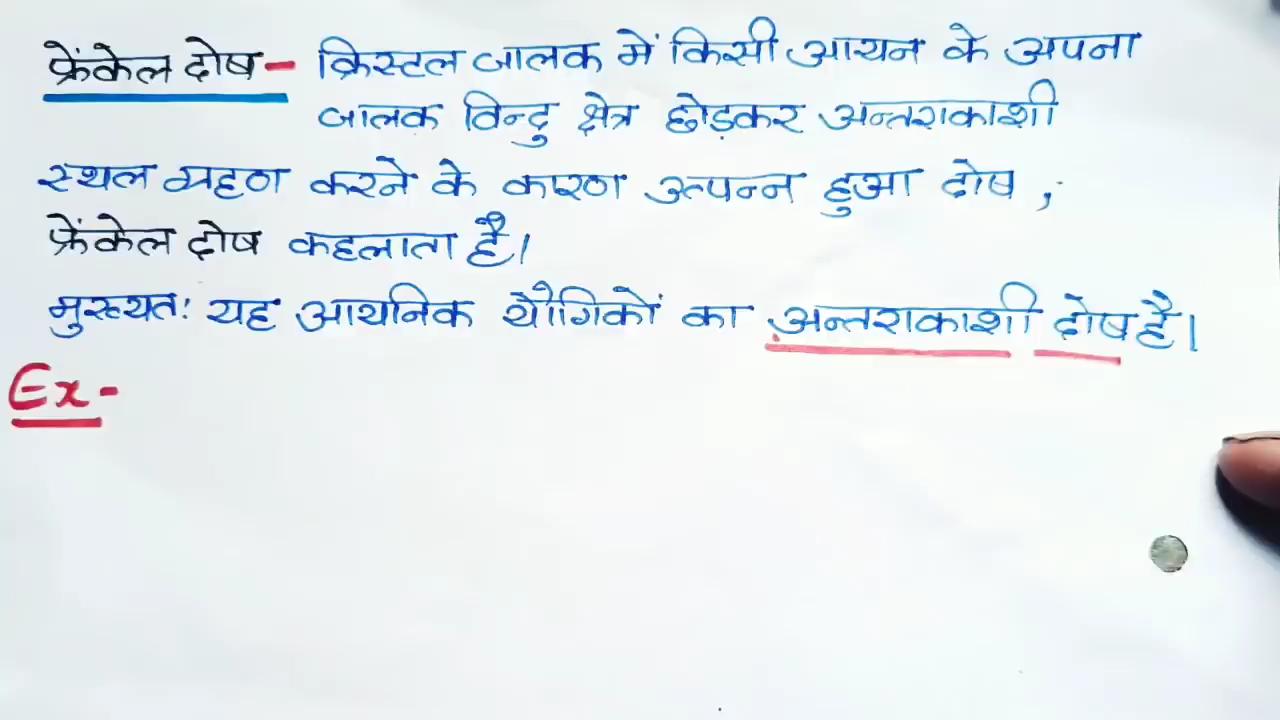 फ्रेंकेल दोष - क्रिस्टल जालक में किसी आयन के अपना
जालक विन्दु क्षेत्र छोड़कर अन्तराकाशी
स्थल ग्रहण करने के कारण उत्पन्न हुआ दोष ,
फ्रेंकेल दोष कहलाता है।
मुख्यतः यह आयनिक यौगिकों का अन्तराकाशी दोष है।
Ex -